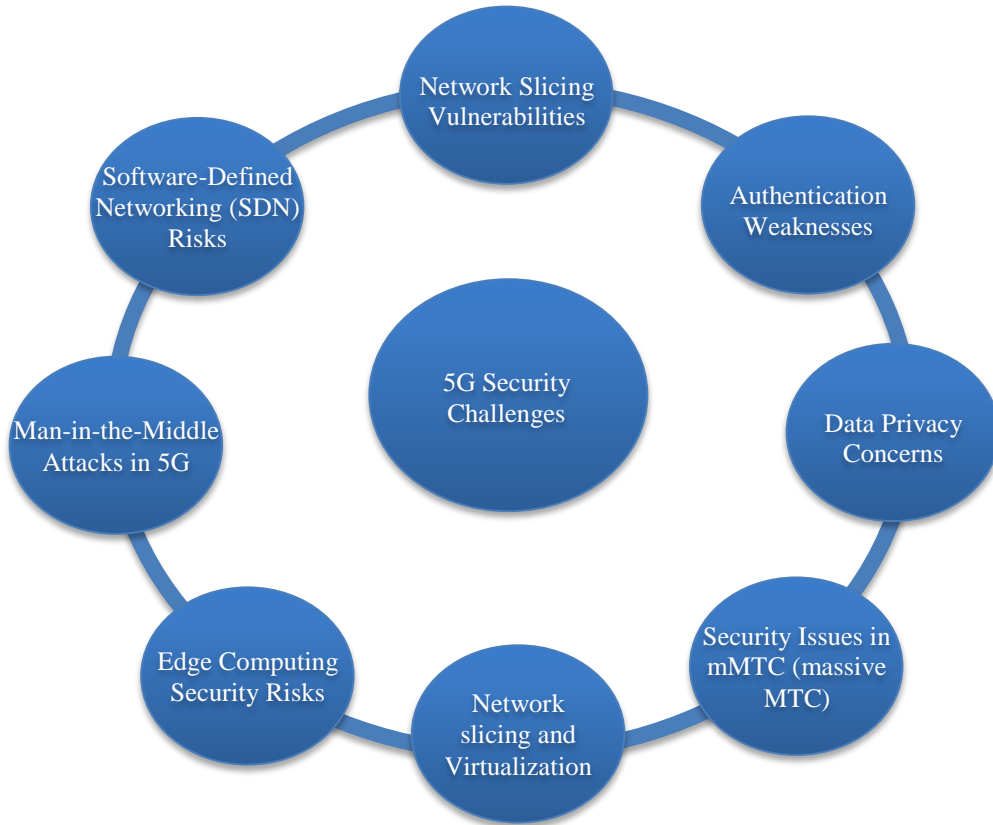 Network Slicing
Vulnerabilities
Authentication
Weaknesses
Data Privacy
Concerns
Security Issues in
mMTC (massive
MTC)
Network
slicing and
Virtualization
Edge Computing
Security Risks
Man-in-the-Middle
Attacks in 5G
Software-Defined
Networking (SDN)
Risks
5G Security
Challenges